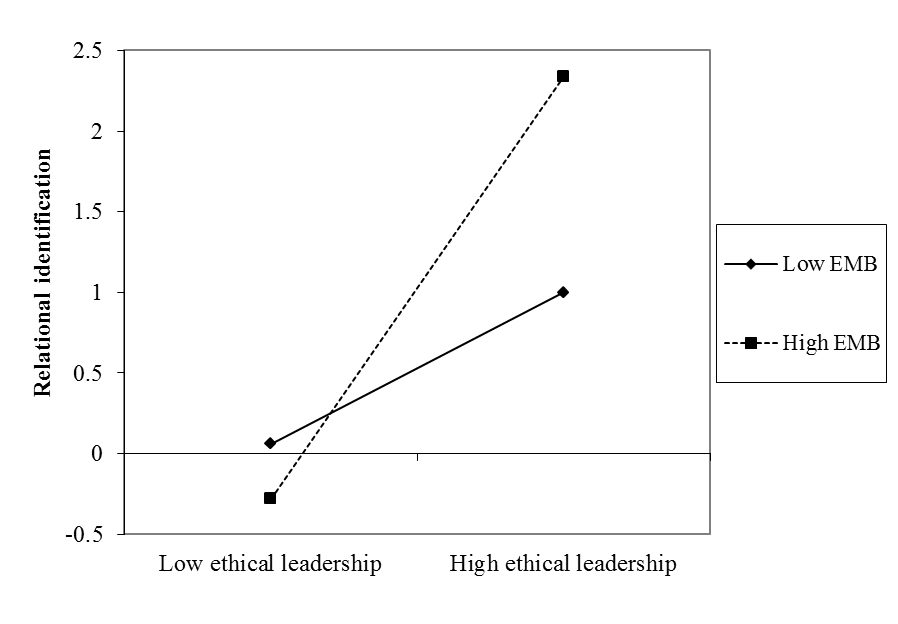 2.5
2
1.5
1
0.5
0
-0.5
Relational identification
Low ethical leadership
High ethical leadership
Low EMB
High EMB